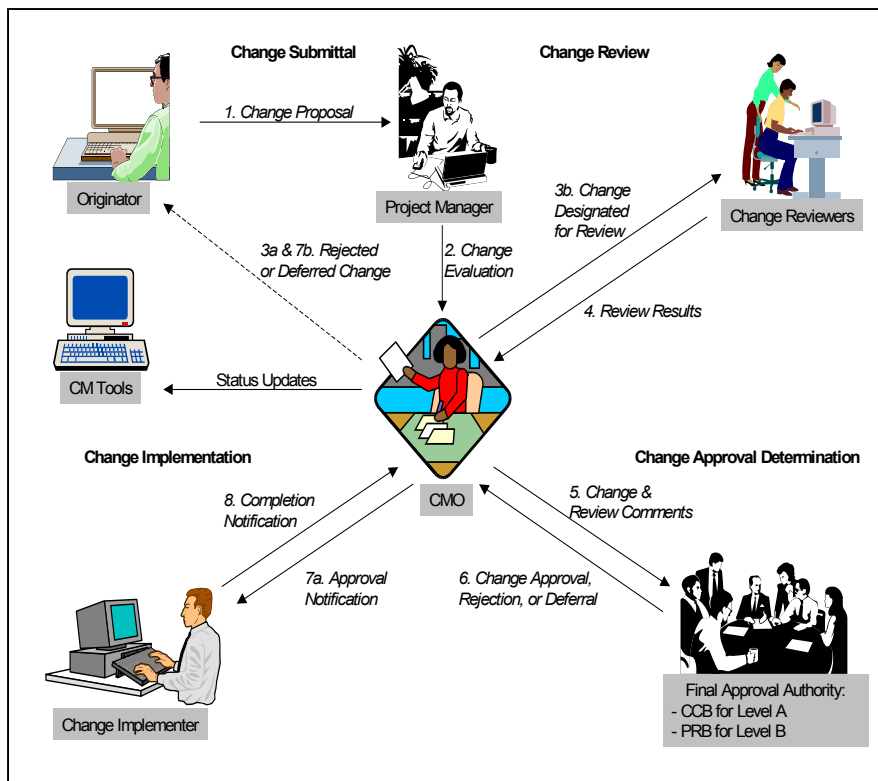 Change Submittal
Change Review
1. Change Proposal
Originator
Project Manager
Change Reviewers
3b. Change
Designated
for Review
3a & 7b. Rejected
or Deferred Change
2. Change
Evaluation
4. Review Results
CM Tools
Status Updates
Change Implementation
Change Approval Determination
CMO
8. Completion
Notification
5. Change &
Review Comments
7a. Approval
Notification
6. Change Approval,
Rejection, or Deferral
Change Implementer
Final Approval Authority:
- CCB for Level A
- PRB for Level B